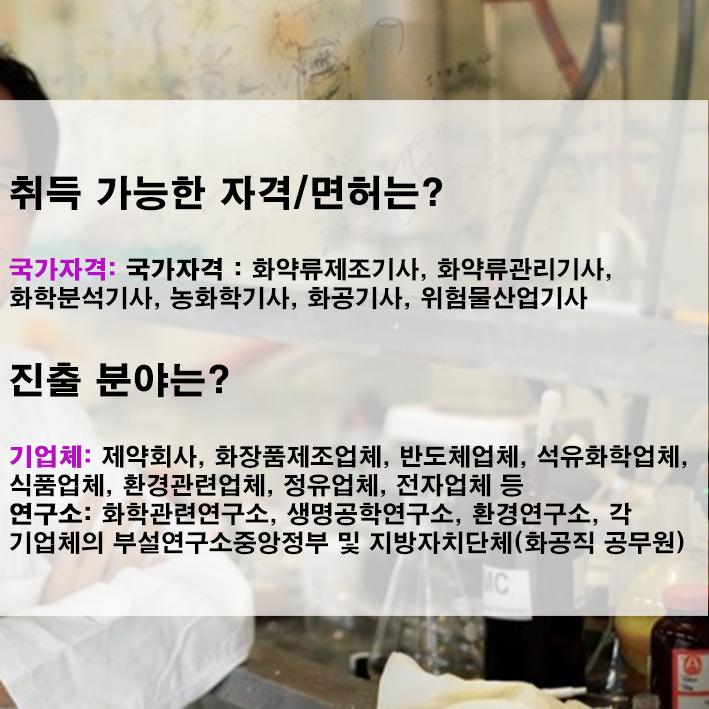 취득 가능한 자격/면허는?
국가자격: 국가자격 : 화약류제조기사, 화약류관리기사,
화학분석기사, 농화학기사, 화공기사, 위험물산업기사
진출 분야는?
기업체: 제약회사, 화장품제조업체, 반도체업체, 석유화학업체,
식품업체, 환경관련업체, 정유업체, 전자업체 등
연구소: 화학관련연구소, 생명공학연구소, 환경연구소, 각
기업체의 부설연구소중앙정부 및 지방자치단체(화공직 공무원)
MC